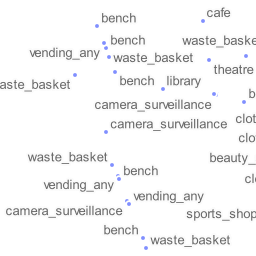 cafe
bench
bench
waste_baske
vending_any
waste_basket
theatre
aste_basket
bench
library
b
camera_surveillance
clot
camera_surveillance
clo
waste_basket
beauty_
bench
cl
vending_any
vending_any
camera_surveillance
sports_shop
bench
waste_basket